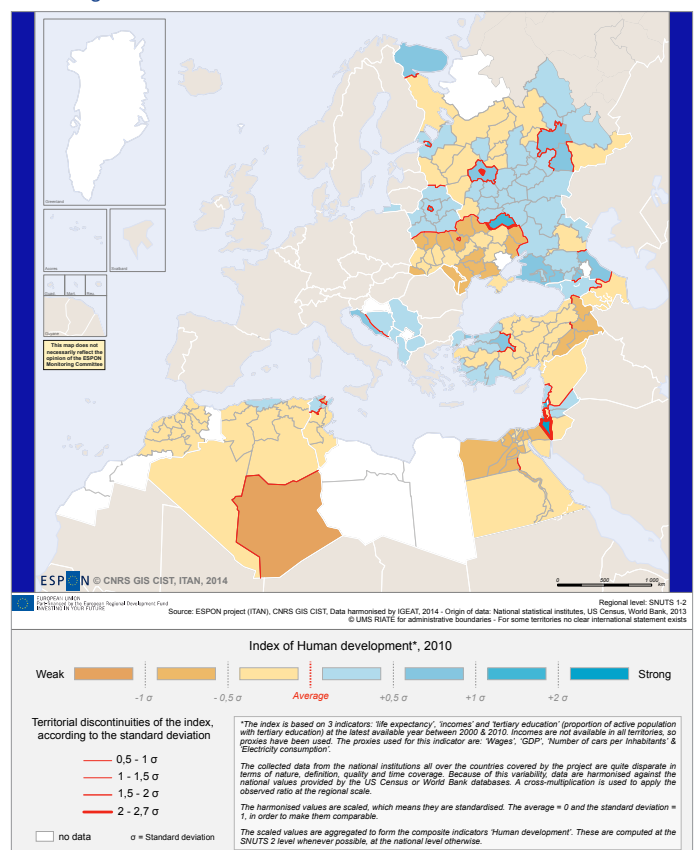 Greenland
Azores
Svalbard
Guyane
This map does not
necessarily reflect the
opinion of the ESPON
Monitoring Committee
ESPON © CNRS GIS CIST, ITAN, 2014
0 500 1 000
km
EUROPEAN UNION
Part-financed by the European Regional Development Fund
INVESTING IN YOUR FUTURE
Regional level: SNUTS 1-2
Source: ESPON project (ITAN), CNRS GIS CIST, Data harmonised by IGEAT, 2014 - Origin of data: National statistical institutes, US Census, World Bank, 2013
© UMS RIATE for administrative boundaries - For some territories no clear international statement exists
Index of Human development*, 2010
Weak
Strong
-1 σ
- 0,5 σ
Average
+0,5 σ
+1 σ
+2 σ
Territorial discontinuities of the index,
according to the standard deviation
0,5 - 1 σ
1 - 1,5 σ
1,5 - 2 σ
2 - 2,7 σ
no data
σ = Standard deviation
*The index is based on 3 indicators: 'life expectancy', 'incomes' and 'tertiary education' (proportion of active population
with tertiary education) at the latest available year between 2000 & 2010. Incomes are not available in all territories, so
proxies have been used. The proxies used for this indicator are: 'Wages', 'GDP', 'Number of cars per Inhabitants' &
'Electricity consumption'.
The collected data from the national institutions all over the countries covered by the project are quite disparate in
terms of nature, definition, quality and time coverage. Because of this variability, data are harmonised against the
national values provided by the US Census or World Bank databases. A cross-multiplication is used to apply the
observed ratio at the regional scale.
The harmonised values are scaled, which means they are standardised. The average = 0 and the standard deviation =
1, in order to make them comparable.
The scaled values are aggregated to form the composite indicators 'Human development'. These are computed at the
SNUTS 2 level whenever possible, at the national level otherwise.